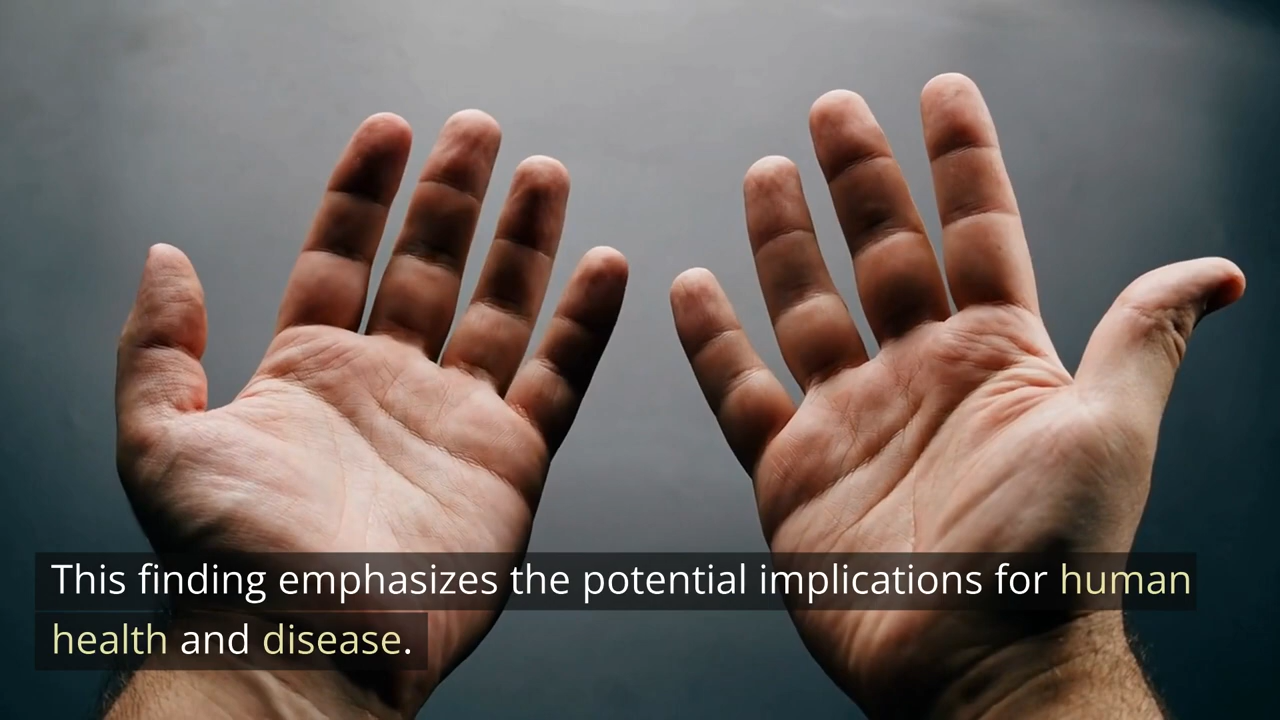 This finding emphasizes the potential implications for human
health and disease.